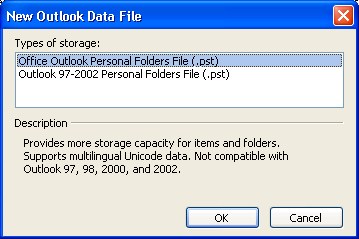 New Outlook Data File
Types of storage:
Office Outlook Personal Folders File (.pst)
Outlook 97-2002 Personal Folders File (.pst)
Description
Provides more storage capacity for items and folders.
Supports multilingual Unicode data. Not compatible with
Outlook 97, 98, 2000, and 2002.
OK
Cancel